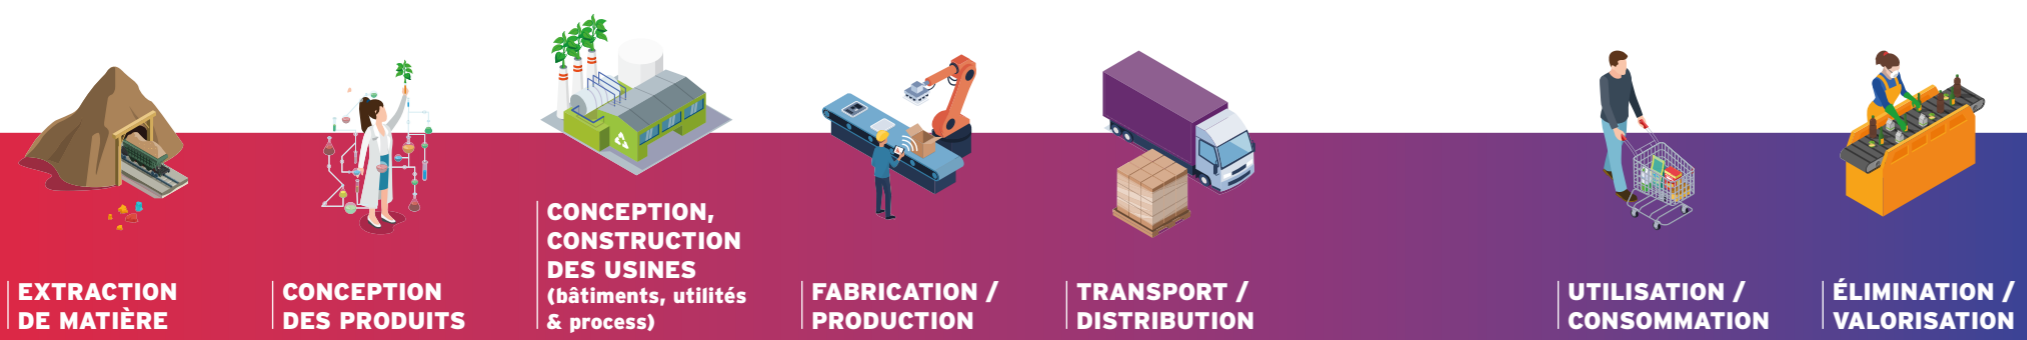 EXTRACTION
DE MATIÈRE
CONCEPTION
DES PRODUITS
CONCEPTION,
CONSTRUCTION
DES USINES
(bâtiments, utilités
& process)
FABRICATION /
PRODUCTION
TRANSPORT /
DISTRIBUTION
UTILISATION /
CONSOMMATION
ÉLIMINATION /
VALORISATION